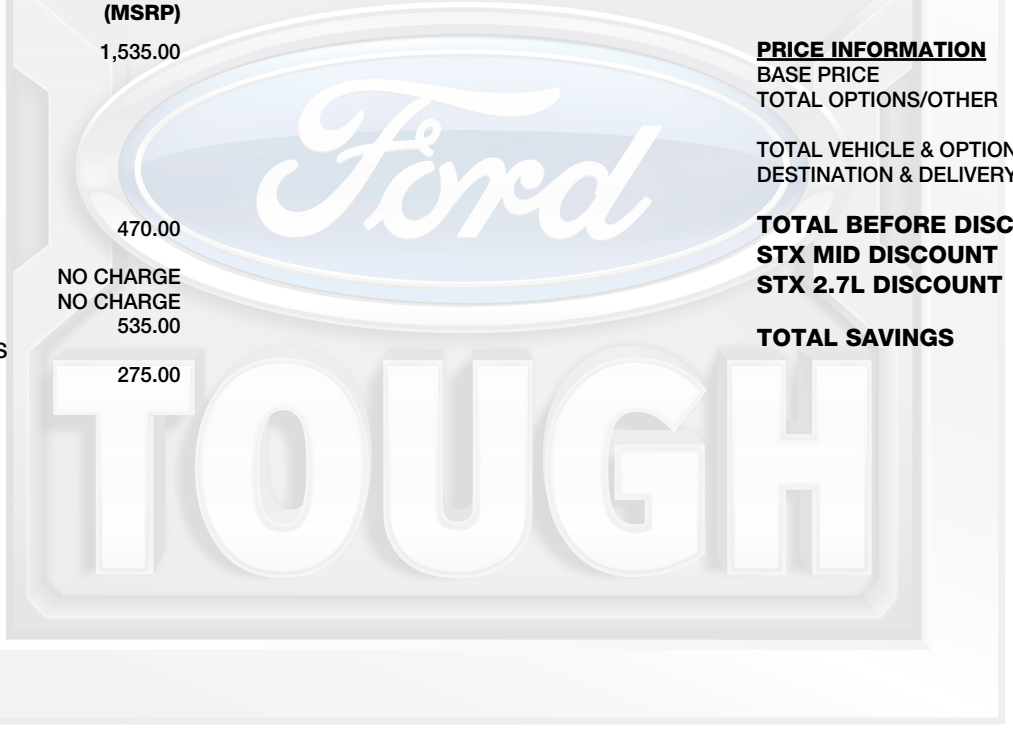 (MSRP)
1,535.00
470.00
NO CHARGE
NO CHARGE
535.00
S
275.00
PRICE INFORMATION
BASE PRICE
TOTAL OPTIONS/OTHER
TOTAL VEHICLE & OPTION
DESTINATION & DELIVERY
TOTAL BEFORE DISC
STX MID DISCOUNT
STX 2.7L DISCOUNT
TOTAL SAVINGS
Ford
TOUGH